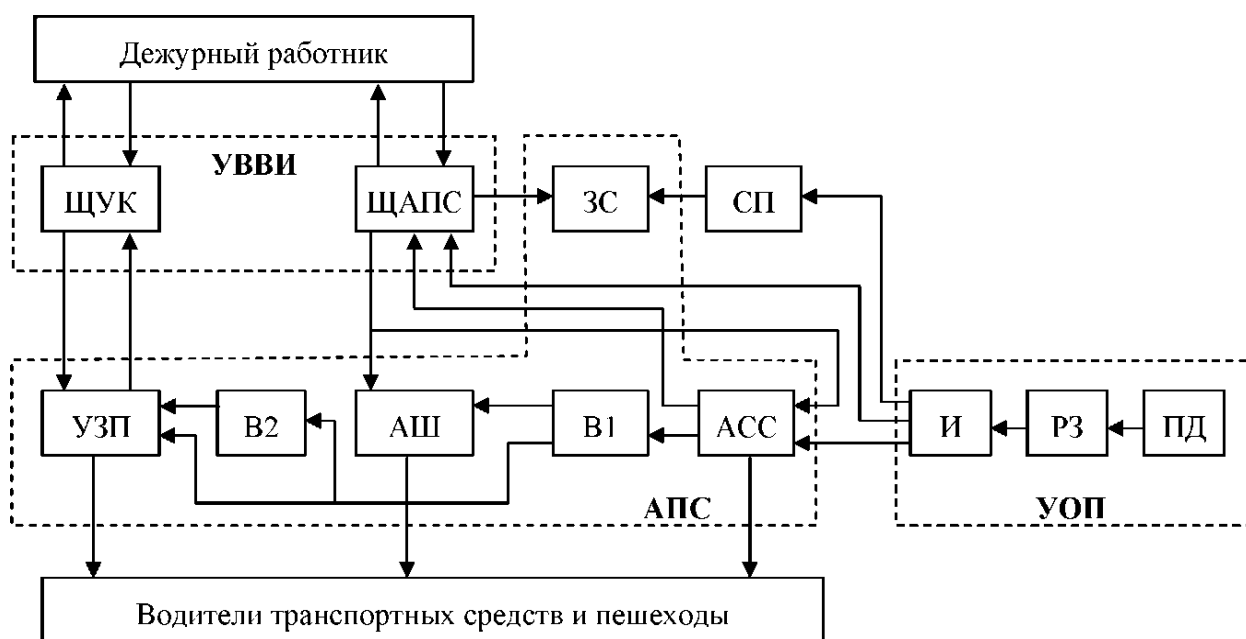 Дежурный работник
УВВИ
ЩУК
ЩАПС
ЗС
СП
УЗП
В2
АШ
В1
АСС
И
РЗ
ПД
АПС
УОП
Водители транспортных средств и пешеходы